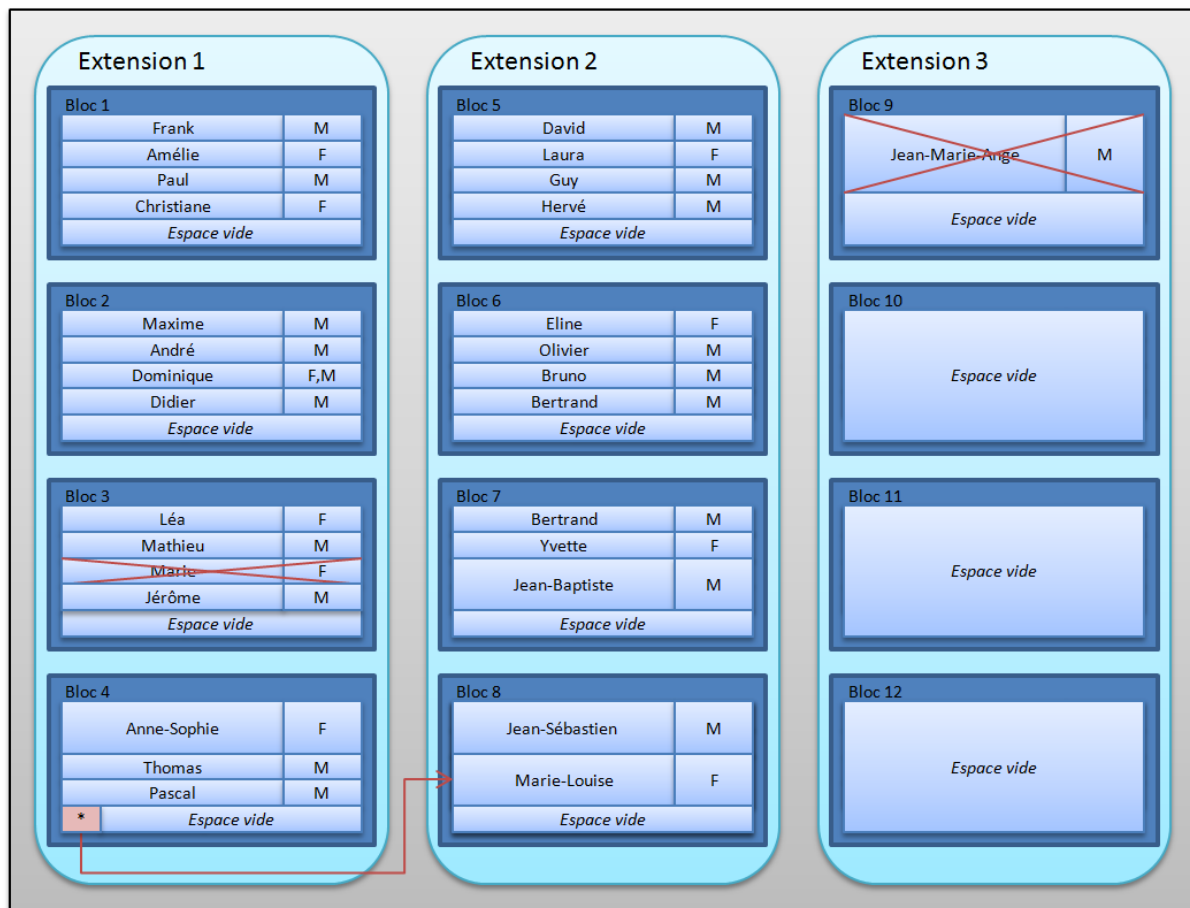 Extension 1
Bloc 1
Frank M
Amélie F
Paul M
Christiane F
Espace vide
Bloc 2
Maxime M
André M
Dominique F,M
Didier M
Espace vide
Bloc 3
Léa F
Mathieu M
Marie F
Jérôme M
Espace vide
Bloc 4
Anne-Sophie F
Thomas M
Pascal M
* Espace vide
Extension 2
Bloc 5
David M
Laura F
Guy M
Hervé M
Espace vide
Bloc 6
Eline F
Olivier M
Bruno M
Bertrand M
Espace vide
Bloc 7
Bertrand M
Yvette F
Jean-Baptiste M
Espace vide
Bloc 8
Jean-Sébastien M
Marie-Louise F
Espace vide
Extension 3
Bloc 9
Jean-Marie-Ange M
Espace vide
Bloc 10
Espace vide
Bloc 11
Espace vide
Bloc 12
Espace vide